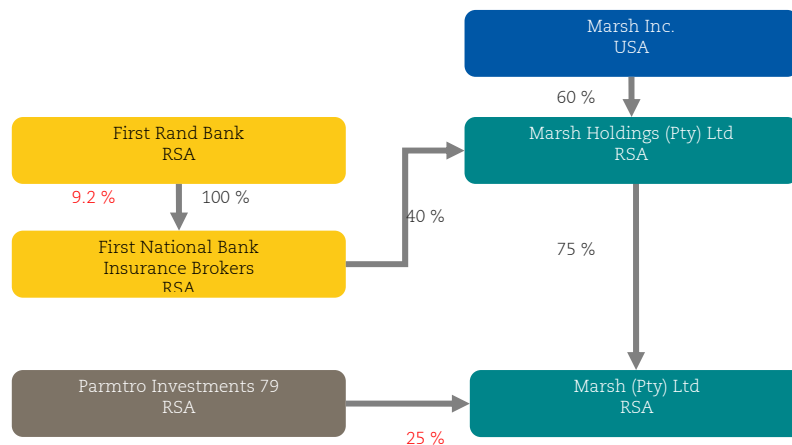 Marsh Inc.
USA
60 %
First Rand Bank
RSA
Marsh Holdings (Pty) Ltd
RSA
9.2 %
100 %
40 %
First National Bank
Insurance Brokers
RSA
75 %
Parmtro Investments 79
RSA
Marsh (Pty) Ltd
RSA
25 %